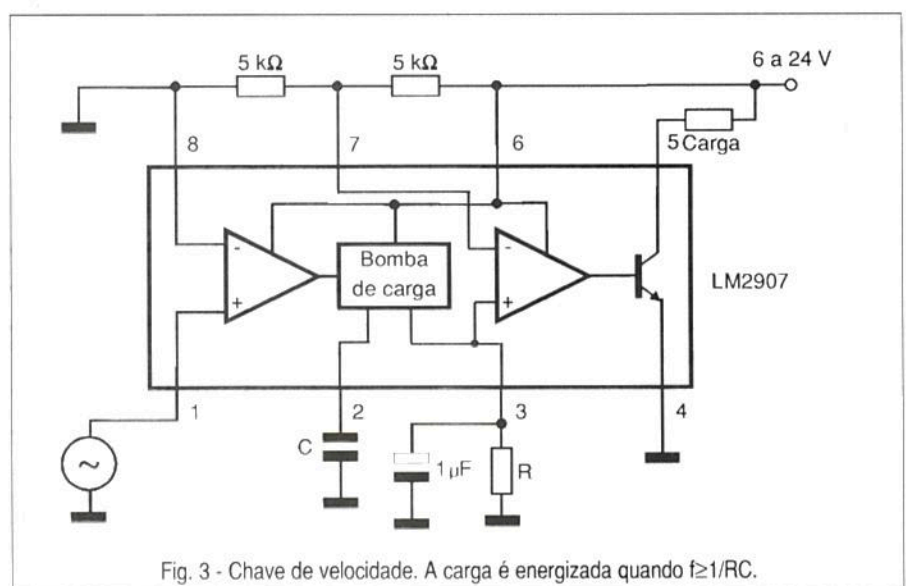 5 kΩ 5 kΩ 6 a 24 V
8 7 6 5 Carga
- -
Bomba
de carga
+ +
LM2907
1 2 3 4
~ C 1 µF R
Fig. 3 - Chave de velocidade. A carga é energizada quando f≥1/RC.